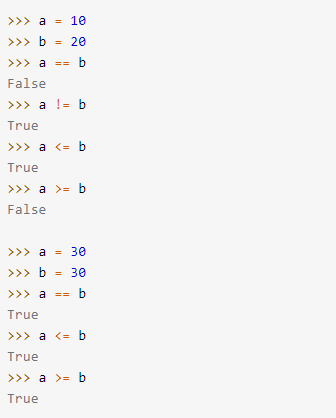 >>> a = 10
>>> b = 20
>>> a == b
False
>>> a != b
True
>>> a <= b
True
>>> a >= b
False
>>> a = 30
>>> b = 30
>>> a == b
True
>>> a <= b
True
>>> a >= b
True